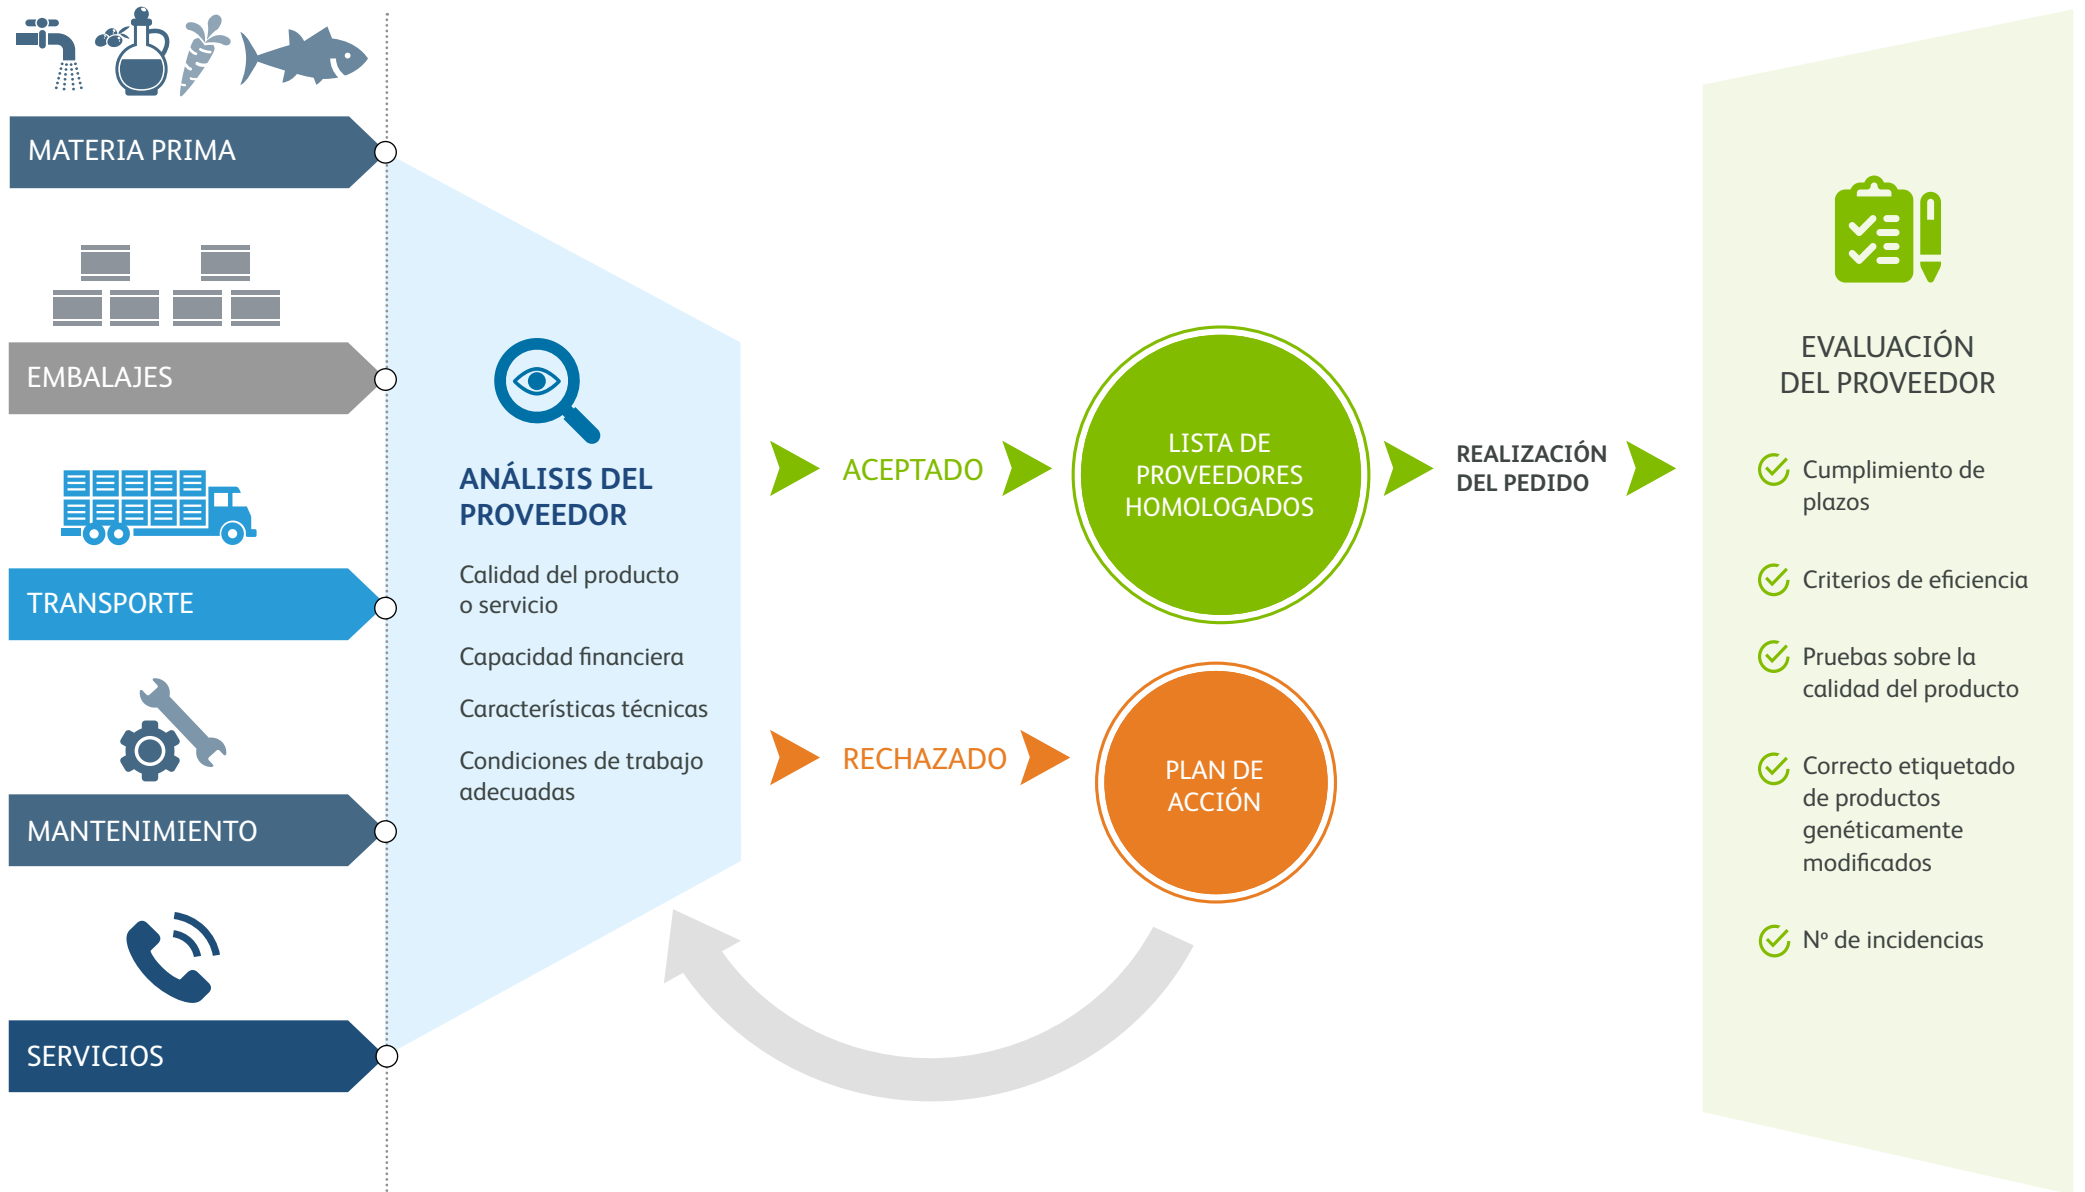 MATERIA PRIMA
EMBALAJES
TRANSPORTE
MANTENIMIENTO
SERVICIOS
ANÁLISIS DEL
PROVEEDOR
Calidad del producto
o servicio
Capacidad financiera
Características técnicas
Condiciones de trabajo
adecuadas
ACEPTADO
LISTA DE
PROVEEDORES
HOMOLOGADOS
REALIZACIÓN
DEL PEDIDO
RECHAZADO
PLAN DE
ACCIÓN
EVALUACIÓN
DEL PROVEEDOR
Cumplimiento de
plazos
Criterios de eficiencia
Pruebas sobre la
calidad del producto
Correcto etiquetado
de productos
genéticamente
modificados
Nº de incidencias